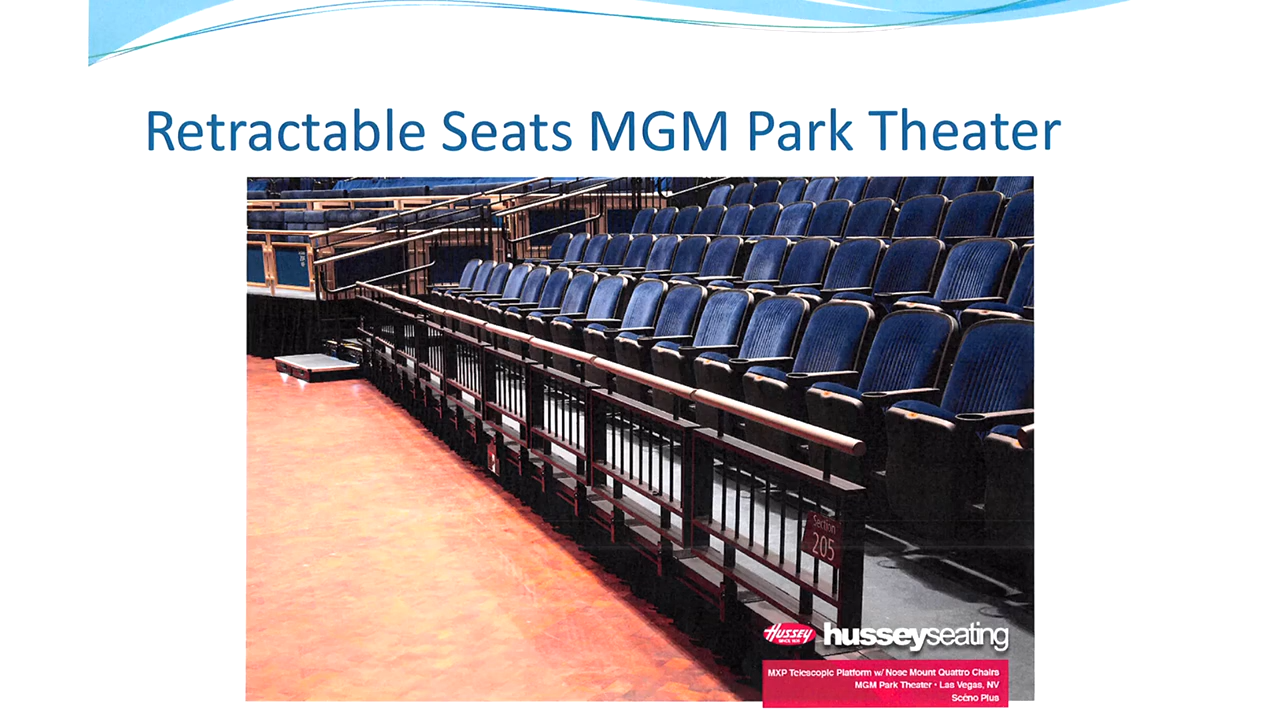 Retractable Seats MGM Park Theater
Section
205
HUSSEY
husseyseating
MXP Telescopic Platform w/ Nose Mount Quattro Chairs
MGM Park Theater • Las Vegas, NV
Scéno Plus